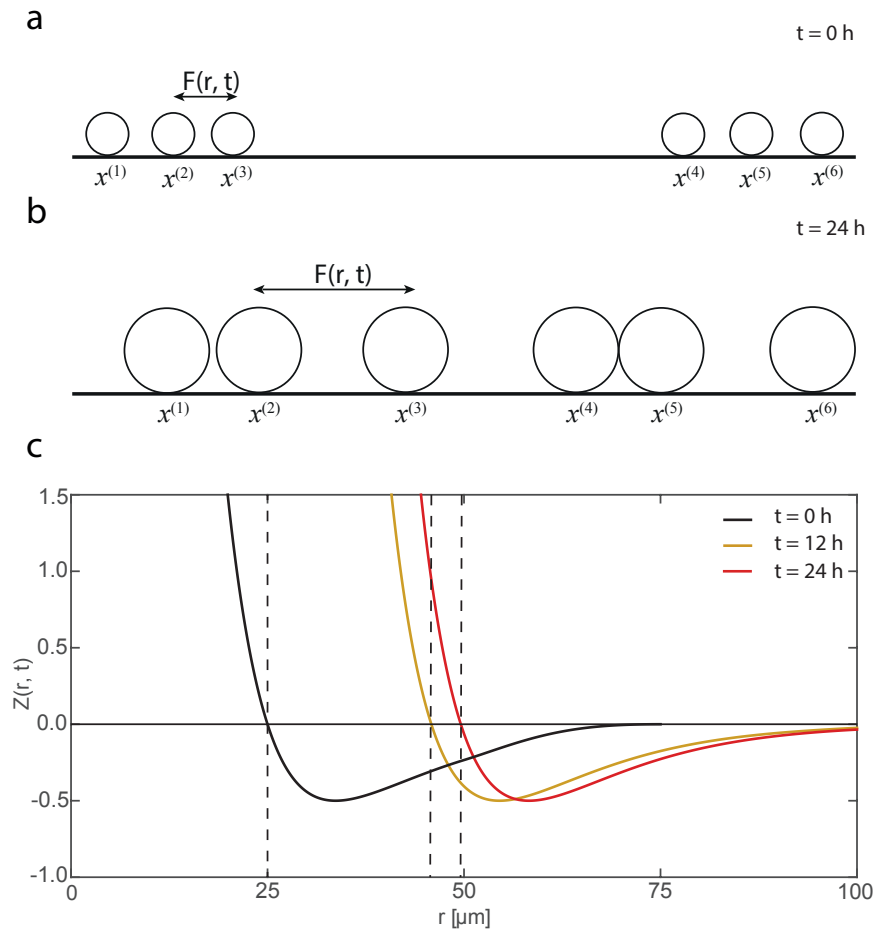 a
t = 0 h
F(r, t)
x(1) x(2) x(3) x(4) x(5) x(6)
b
t = 24 h
F(r, t)
x(1) x(2) x(3) x(4) x(5) x(6)
c
1.5
1.0
0.5
0.0
-0.5
-1.0
Z(r, t)
t = 0 h
t = 12 h
t = 24 h
0 25 50 75 100
r [μm]